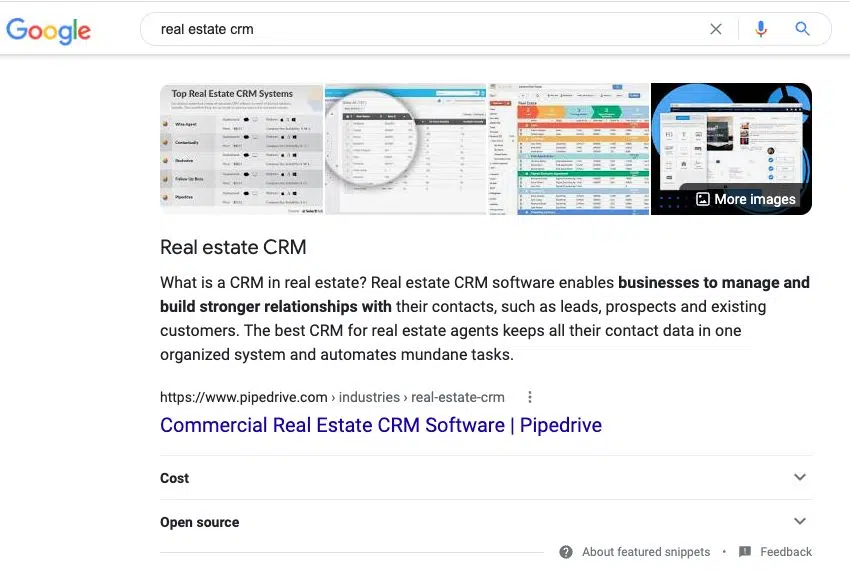 Google
real estate crm
Top Real Estate CRM Systems
Wise Agent
Contactually
Follow Up Boss
Pipedrive
Real Estate
More images
Real estate CRM
What is a CRM in real estate? Real estate CRM software enables businesses to manage and
build stronger relationships with their contacts, such as leads, prospects and existing
customers. The best CRM for real estate agents keeps all their contact data in one
organized system and automates mundane tasks.
https://www.pipedrive.com › industries › real-estate-crm
Commercial Real Estate CRM Software | Pipedrive
Cost
Open source
About featured snippets • Feedback